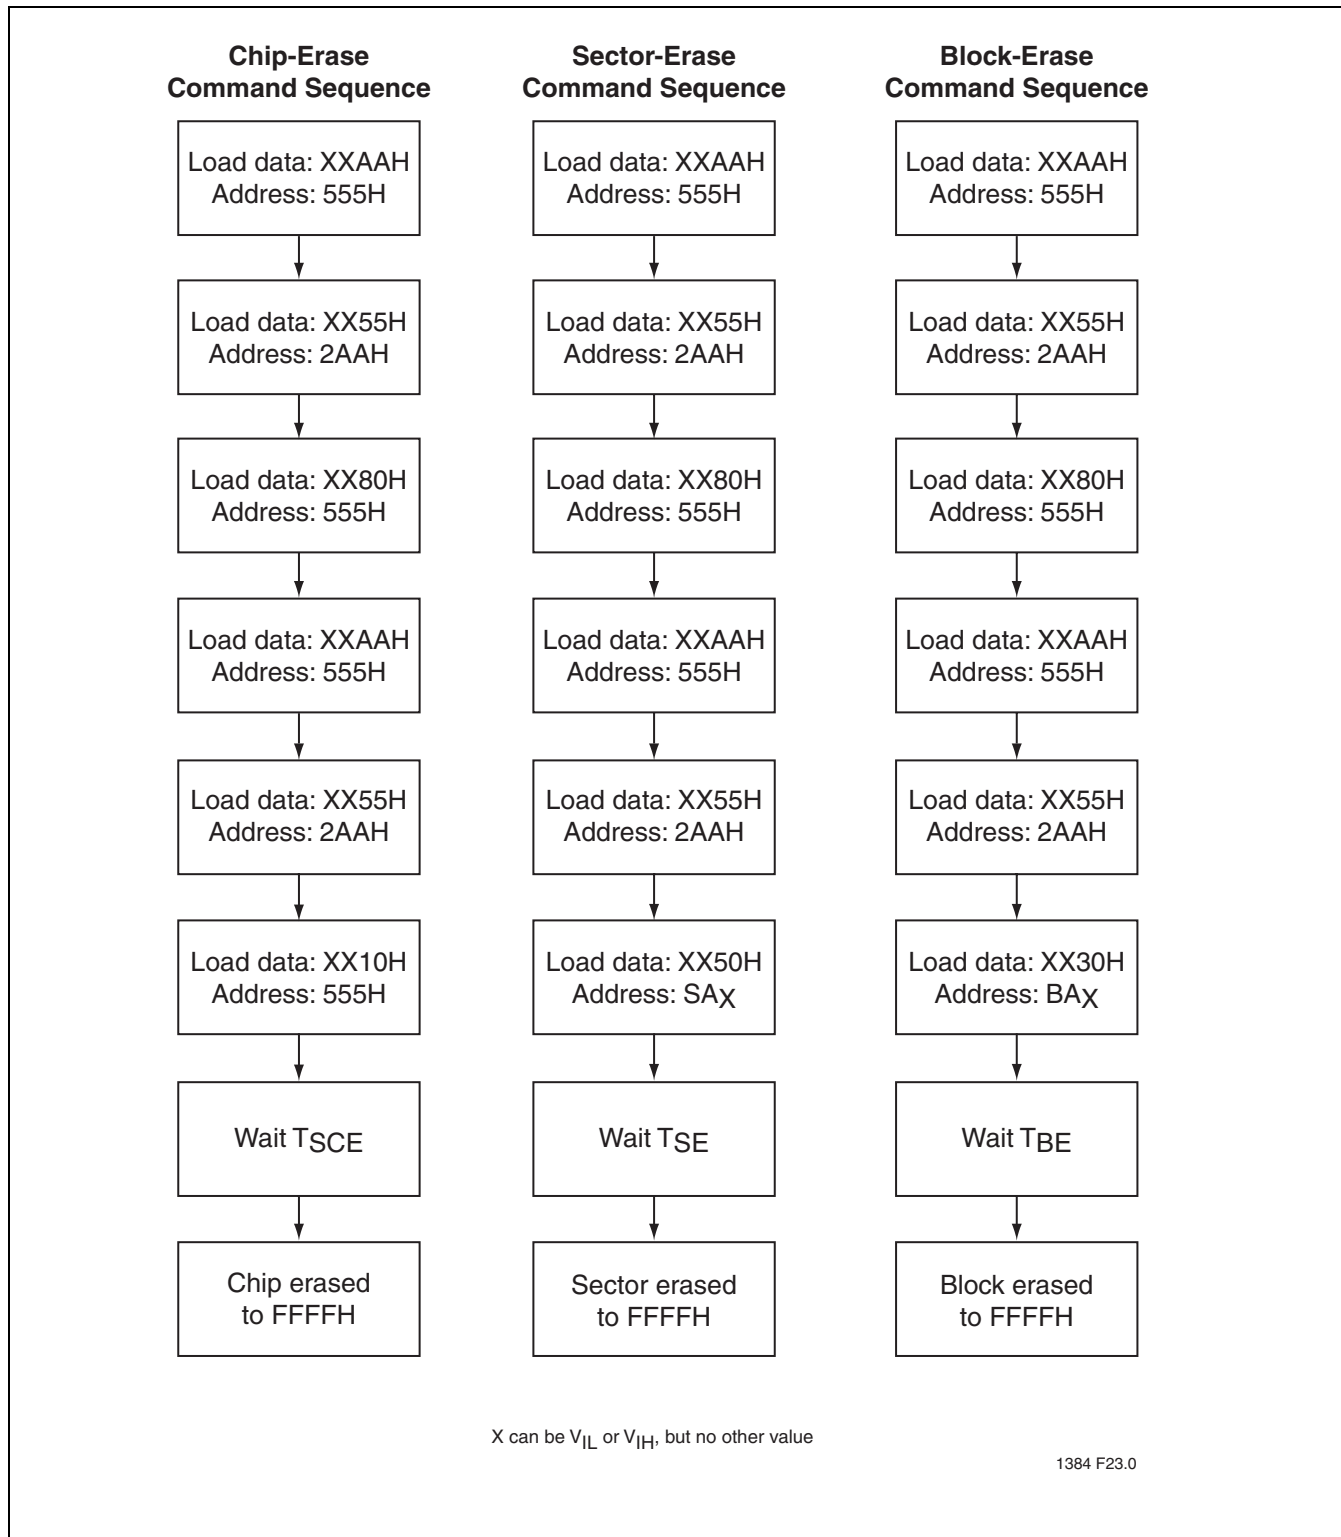 Chip-Erase
Command Sequence
Load data: XXAAH
Address: 555H
Load data: XX55H
Address: 2AAH
Load data: XX80H
Address: 555H
Load data: XXAAH
Address: 555H
Load data: XX55H
Address: 2AAH
Load data: XX10H
Address: 555H
Wait TSCE
Chip erased
to FFFFH
Sector-Erase
Command Sequence
Load data: XXAAH
Address: 555H
Load data: XX55H
Address: 2AAH
Load data: XX80H
Address: 555H
Load data: XXAAH
Address: 555H
Load data: XX55H
Address: 2AAH
Load data: XX50H
Address: SAX
Wait TSE
Sector erased
to FFFFH
Block-Erase
Command Sequence
Load data: XXAAH
Address: 555H
Load data: XX55H
Address: 2AAH
Load data: XX80H
Address: 555H
Load data: XXAAH
Address: 555H
Load data: XX55H
Address: 2AAH
Load data: XX30H
Address: BAX
Wait TBE
Block erased
to FFFFH
X can be VIL or VIH, but no other value
1384 F23.0